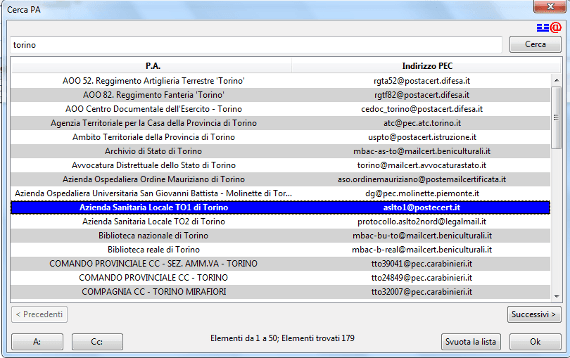 Cerca PA
torino
Cerca
P.A. Indirizzo PEC
AOO 52. Reggimento Artiglieria Terrestre 'Torino' rgta52@postacert.difesa.it
AOO 82. Reggimento Fanteria 'Torino' rgtf82@postacert.difesa.it
AOO Centro Documentale dell'Esercito - Torino cedoc_torino@postacert.difesa.it
Agenzia Territoriale per la Casa della Provincia di Torino atc@pec.atc.torino.it
Ambito Territoriale della Provincia di Torino uspto@postacert.istruzione.it
Archivio di Stato di Torino mbac-as-to@mailcert.beniculturali.it
Avvocatura Distrettuale dello Stato di Torino torino@mailcert.avvocaturastato.it
Azienda Ospedaliera Ordine Mauriziano di Torino aso.ordinemauriziano@postemailcertificata.it
Azienda Ospedaliera Universitaria San Giovanni Battista - Molinette di Tor... dg@pec.molinette.piemonte.it
Azienda Sanitaria Locale TO1 di Torino aslto1@postecert.it
Azienda Sanitaria Locale TO2 di Torino protocollo.aslto2nord@legalmail.it
Biblioteca nazionale di Torino mbac-bu-to@mailcert.beniculturali.it
Biblioteca reale di Torino mbac-b-real@mailcert.beniculturali.it
COMANDO PROVINCIALE CC - SEZ. AMM.VA - TORINO tto39041@pec.carabinieri.it
COMANDO PROVINCIALE CC - TORINO tto24849@pec.carabinieri.it
COMPAGNIA CC - TORINO MIRAFIORI tto32007@pec.carabinieri.it
< Precedenti Successivi >
A: Cc: Elementi da 1 a 50; Elementi trovati 179 Svuota la lista Ok